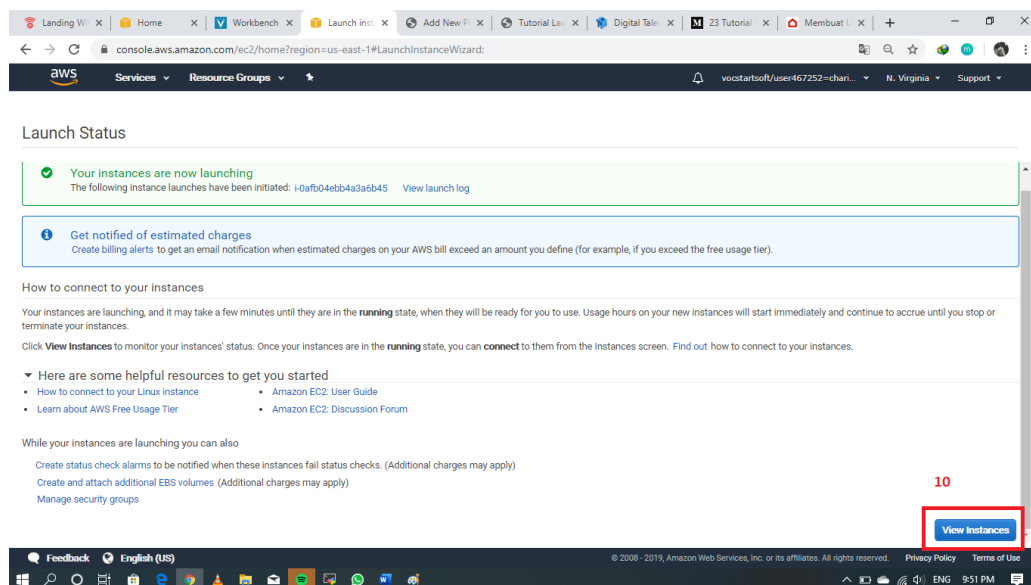 Landing Wi
Home
Workbench
Launch inst
Add New P
Tutorial Lau
Digital Tale
23 Tutorial
Membuat
console.aws.amazon.com/ec2/home?region=us-east-1#LaunchInstanceWizard:
aws Services Resource Groups vocstartsoft/user467252=chari... N. Virginia Support
Launch Status
Your instances are now launching
The following instance launches have been initiated: i-0afb04ebb4a3a6b45 View launch log
Get notified of estimated charges
Create billing alerts to get an email notification when estimated charges on your AWS bill exceed an amount you define (for example, if you exceed the free usage tier).
How to connect to your instances
Your instances are launching, and it may take a few minutes until they are in the running state, when they will be ready for you to use. Usage hours on your new instances will start immediately and continue to accrue until you stop or
terminate your instances.
Click View Instances to monitor your instances' status. Once your instances are in the running state, you can connect to them from the Instances screen. Find out how to connect to your instances.
Here are some helpful resources to get you started
• How to connect to your Linux instance • Amazon EC2: User Guide
• Learn about AWS Free Usage Tier • Amazon EC2: Discussion Forum
While your instances are launching you can also
Create status check alarms to be notified when these instances fail status checks. (Additional charges may apply)
Create and attach additional EBS volumes (Additional charges may apply)
Manage security groups
10
View Instances
Feedback English (US) © 2008 - 2019, Amazon Web Services, Inc. or its affiliates. All rights reserved. Privacy Policy Terms of Use
ENG 9:51 PM